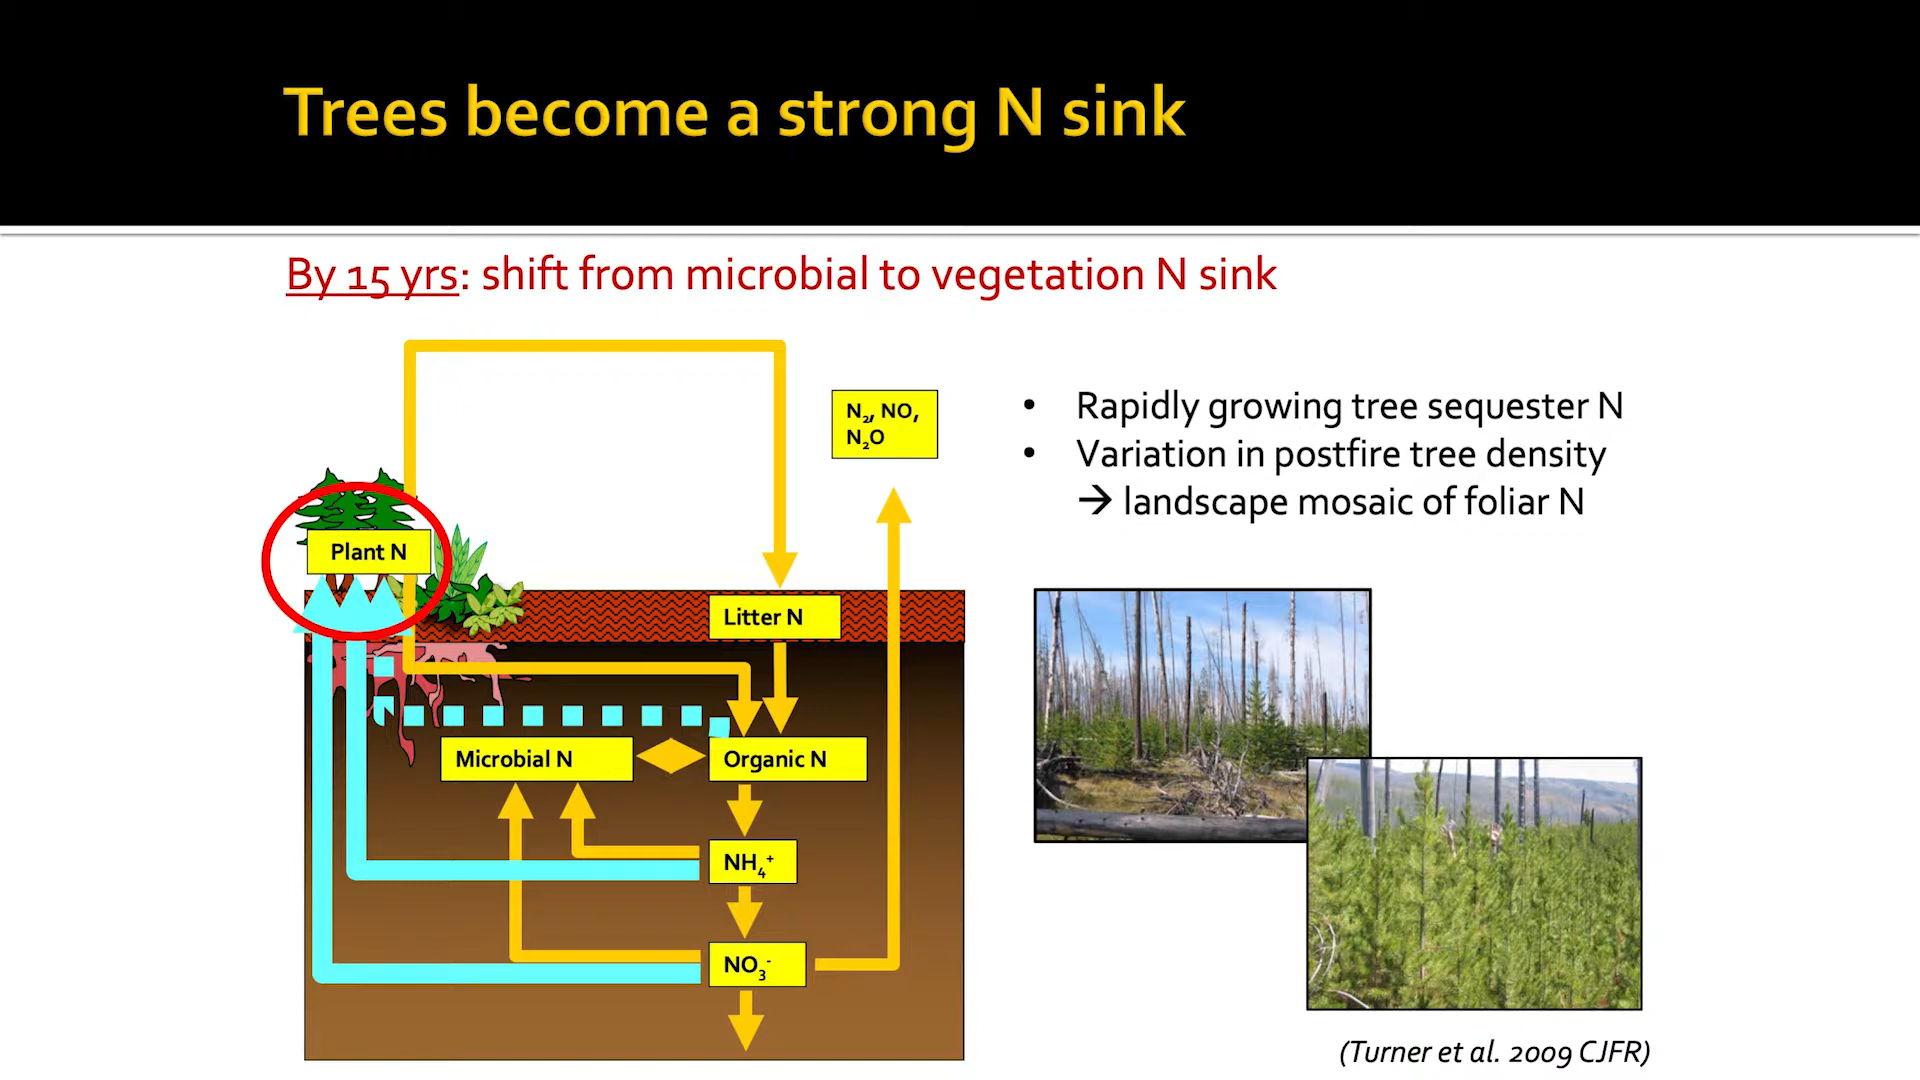 Trees become a strong N sink
By 15 yrs: shift from microbial to vegetation N sink
N₂, NO,
N₂O
• Rapidly growing tree sequester N
• Variation in postfire tree density
→ landscape mosaic of foliar N
Plant N
Litter N
Microbial N
Organic N
NH₄⁺
NO₃⁻
(Turner et al. 2009 CJFR)